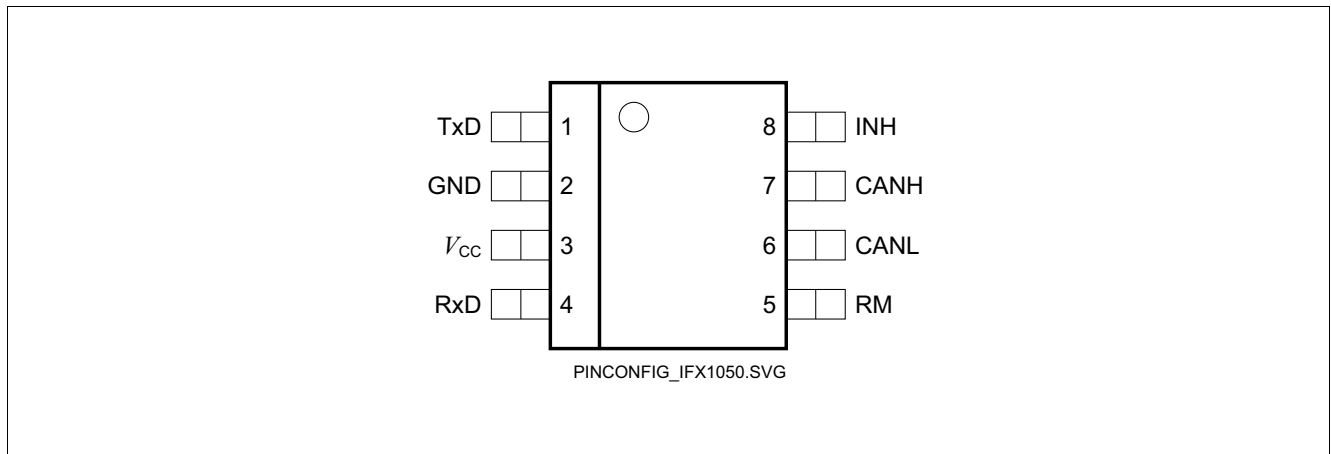 TxD 1 8 INH
GND 2 7 CANH
VCC 3 6 CANL
RxD 4 5 RM
PINCONFIG_IFX1050.SVG